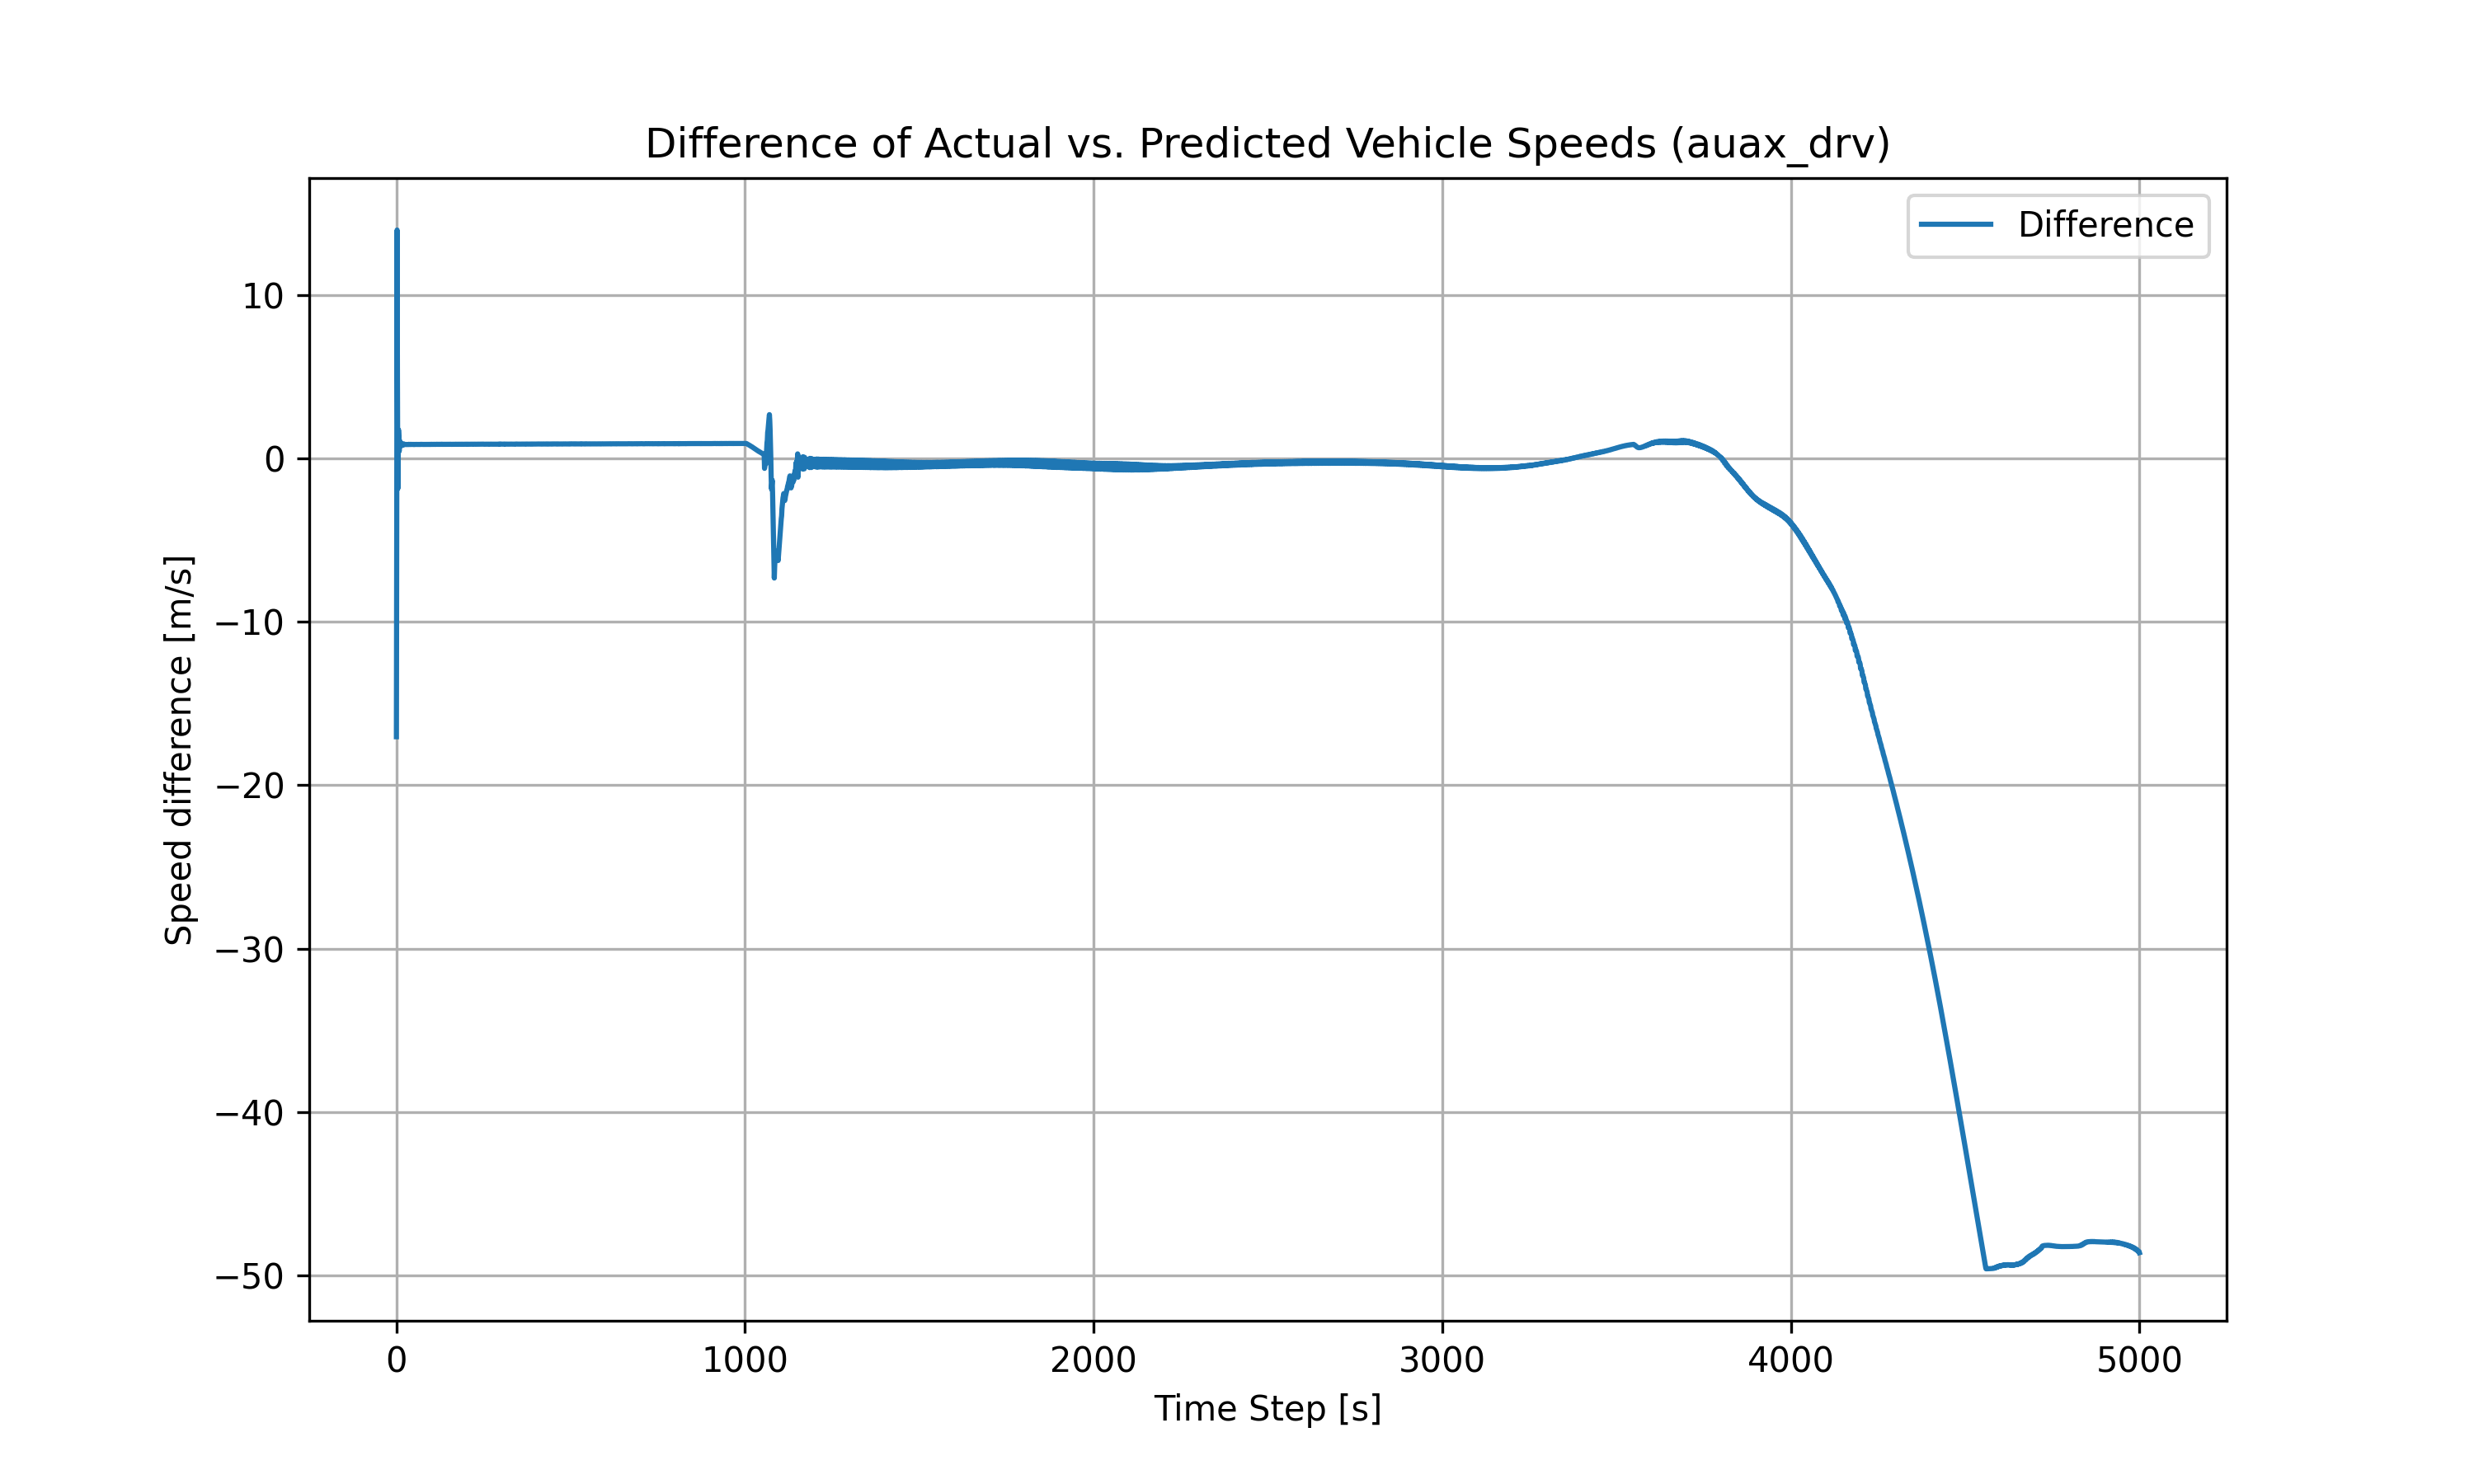 Difference of Actual vs. Predicted Vehicle Speeds (auax_drv)
Difference
10
0
−10
−20
−30
−40
−50
Speed difference [m/s]
0 1000 2000 3000 4000 5000
Time Step [s]